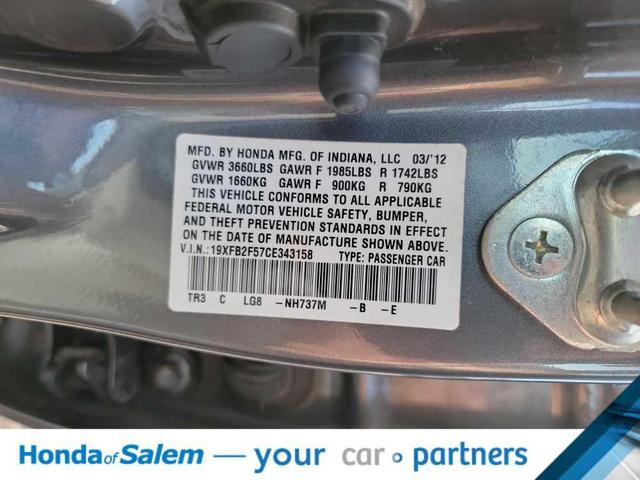 MFD. BY HONDA MFG. OF INDIANA, LLC 03/'12
GVWR 3660LBS GAWR F 1985LBS R 1742LBS
GVWR 1660KG GAWR F 900KG R 790KG
THIS VEHICLE CONFORMS TO ALL APPLICABLE
FEDERAL MOTOR VEHICLE SAFETY, BUMPER,
AND THEFT PREVENTION STANDARDS IN EFFECT
ON THE DATE OF MANUFACTURE SHOWN ABOVE.
V.I.N.:19XFB2F57CE343158 TYPE: PASSENGER CAR
TR3 C LG8 -NH737M -B -E
Honda of Salem — your car partners